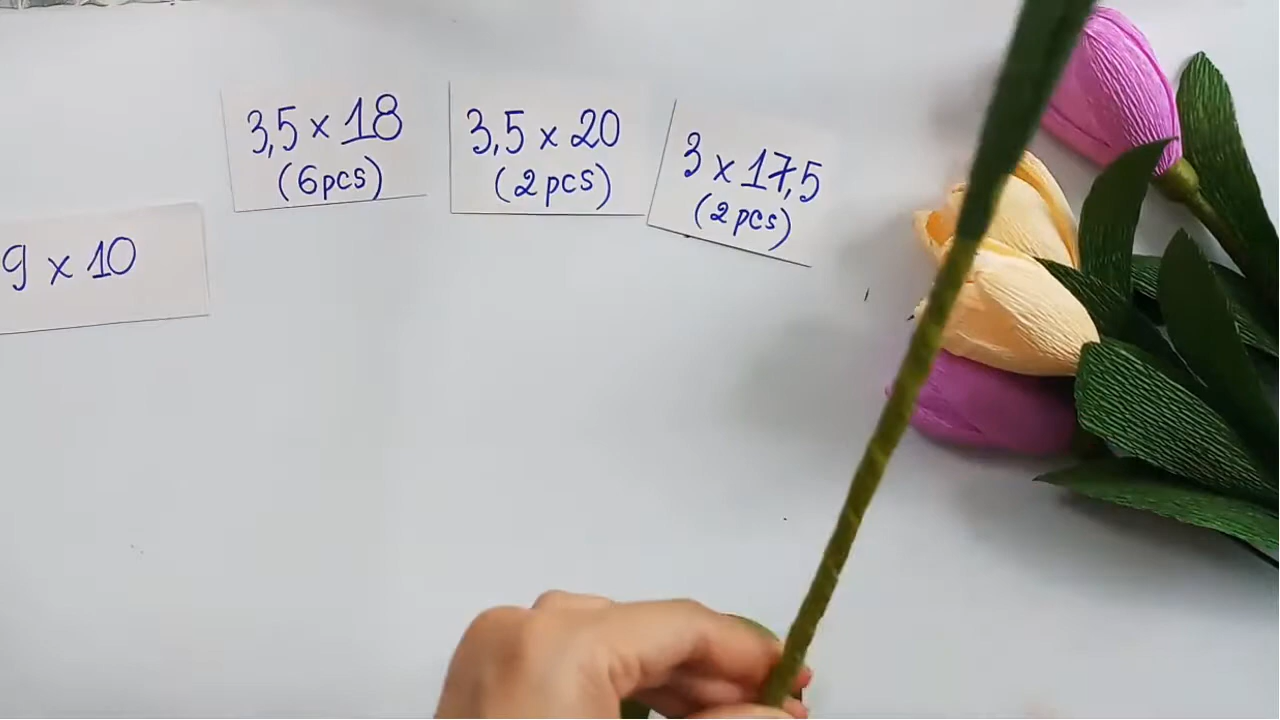 9 x 10
3,5 x 18
(6pcs)
3,5 x 20
(2pcs)
3 x 17,5
(2pcs)